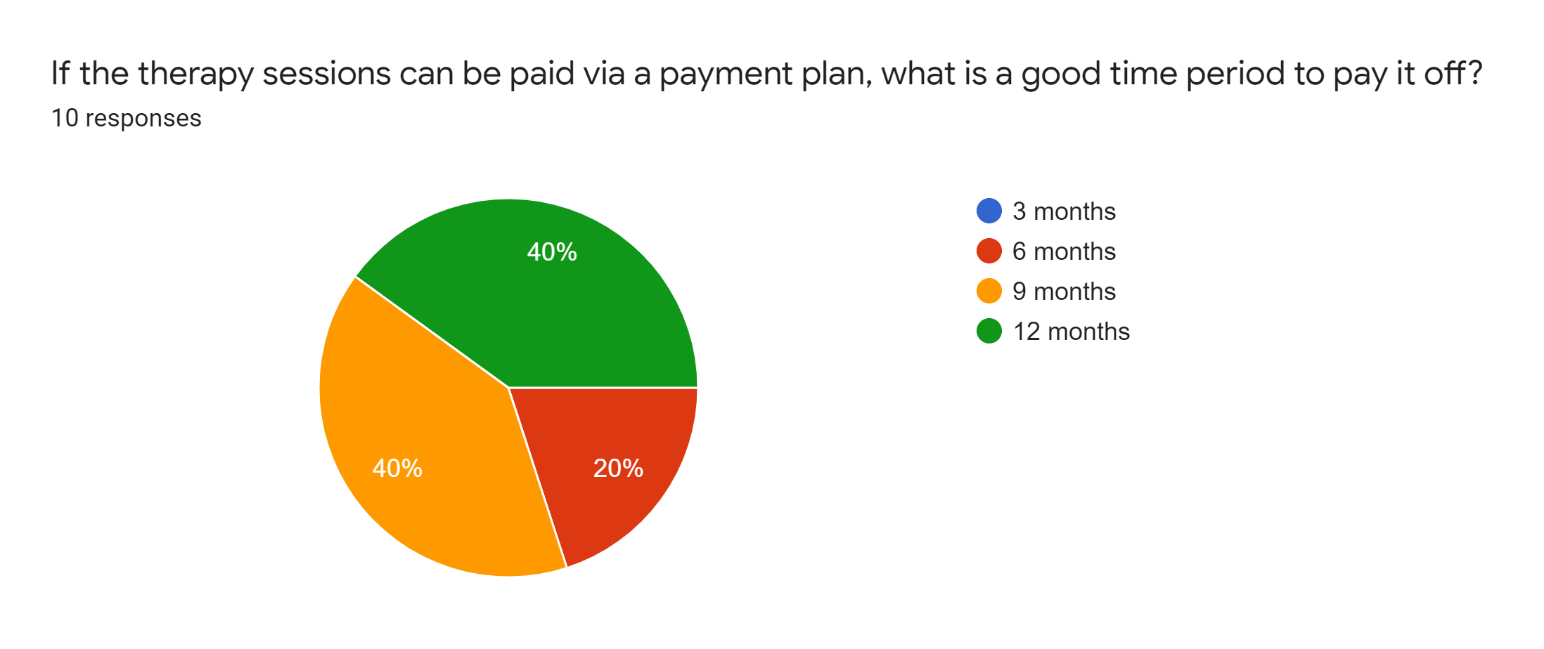 If the therapy sessions can be paid via a payment plan, what is a good time period to pay it off?
10 responses
40%
40%
20%
3 months
6 months
9 months
12 months